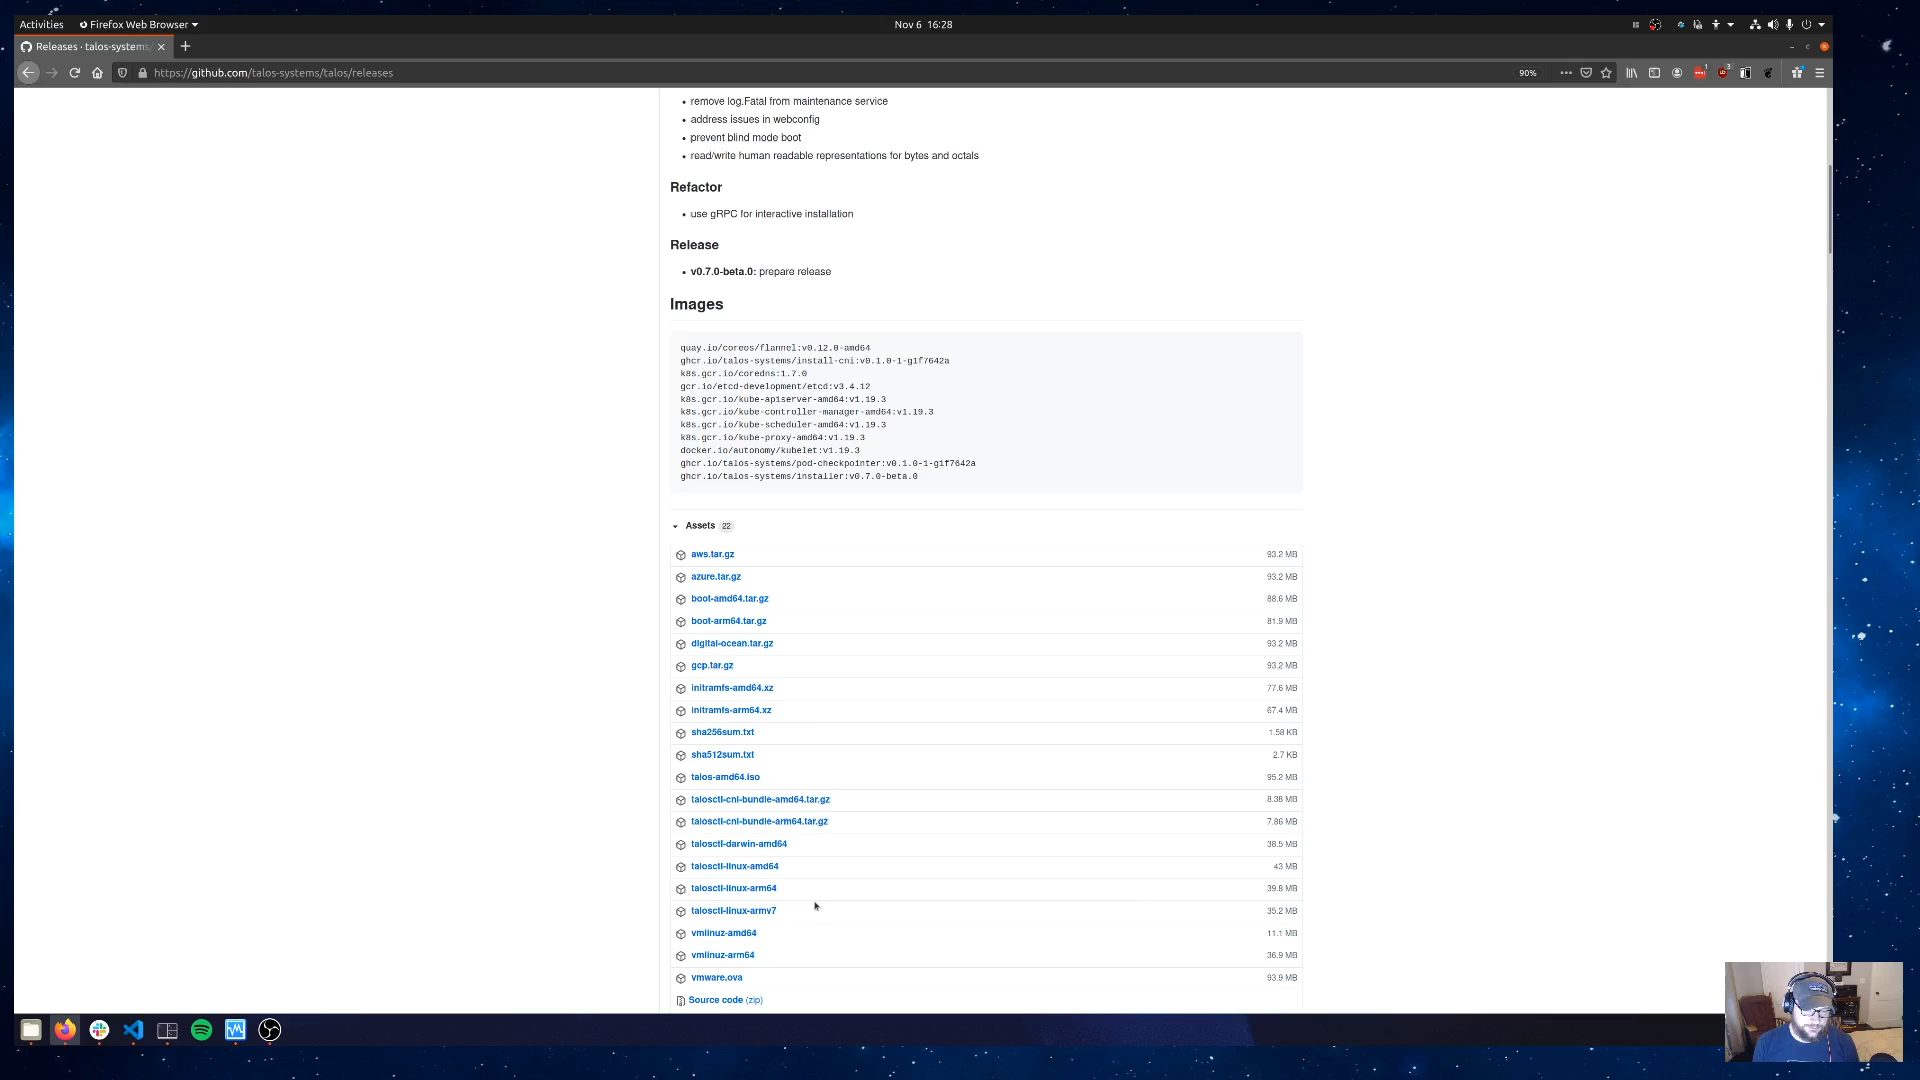 Activities
Firefox Web Browser
Nov 6 16:28
Releases · talos-systems/
https://github.com/talos-systems/talos/releases
90%
1
3
• remove log.Fatal from maintenance service
• address issues in webconfig
• prevent blind mode boot
• read/write human readable representations for bytes and octals
Refactor
• use gRPC for interactive installation
Release
• v0.7.0-beta.0: prepare release
Images
quay.io/coreos/flannel:v0.12.0-amd64
ghcr.io/talos-systems/install-cni:v0.1.0-1-g1f7642a
k8s.gcr.io/coredns:1.7.0
gcr.io/etcd-development/etcd:v3.4.12
k8s.gcr.io/kube-apiserver-amd64:v1.19.3
k8s.gcr.io/kube-controller-manager-amd64:v1.19.3
k8s.gcr.io/kube-scheduler-amd64:v1.19.3
k8s.gcr.io/kube-proxy-amd64:v1.19.3
docker.io/autonomy/kubelet:v1.19.3
ghcr.io/talos-systems/pod-checkpointer:v0.1.0-1-g1f7642a
ghcr.io/talos-systems/installer:v0.7.0-beta.0
Assets 22
aws.tar.gz 93.2 MB
azure.tar.gz 93.2 MB
boot-amd64.tar.gz 88.6 MB
boot-arm64.tar.gz 81.9 MB
digital-ocean.tar.gz 93.2 MB
gcp.tar.gz 93.2 MB
initramfs-amd64.xz 77.6 MB
initramfs-arm64.xz 67.4 MB
sha256sum.txt 1.58 KB
sha512sum.txt 2.7 KB
talos-amd64.iso 95.2 MB
talosctl-cni-bundle-amd64.tar.gz 8.38 MB
talosctl-cni-bundle-arm64.tar.gz 7.86 MB
talosctl-darwin-amd64 38.5 MB
talosctl-linux-amd64 43 MB
talosctl-linux-arm64 39.8 MB
talosctl-linux-armv7 35.2 MB
vmlinuz-amd64 11.1 MB
vmlinuz-arm64 36.9 MB
vmware.ova 93.9 MB
Source code (zip)